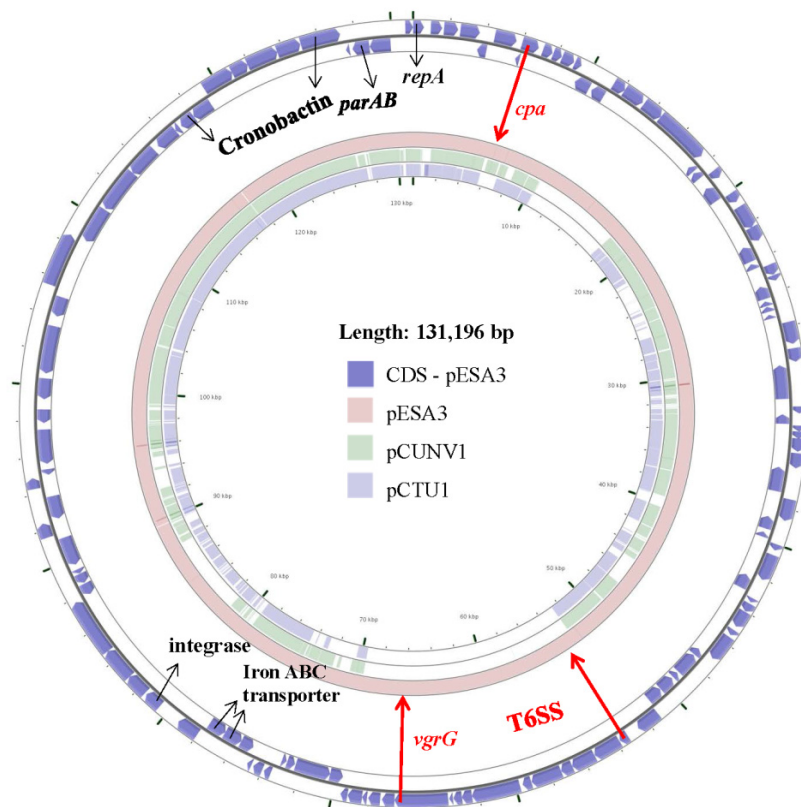 repA
parAB
Cronobactin
cpa
130 kbp
10 kbp
120 kbp
20 kbp
110 kbp
Length: 131,196 bp
CDS - pESA3
30 kbp
pESA3
100 kbp
pCUNV1
pCTU1
40 kbp
90 kbp
50 kbp
80 kbp
60 kbp
70 kbp
integrase
Iron ABC
transporter
T6SS
vgrG